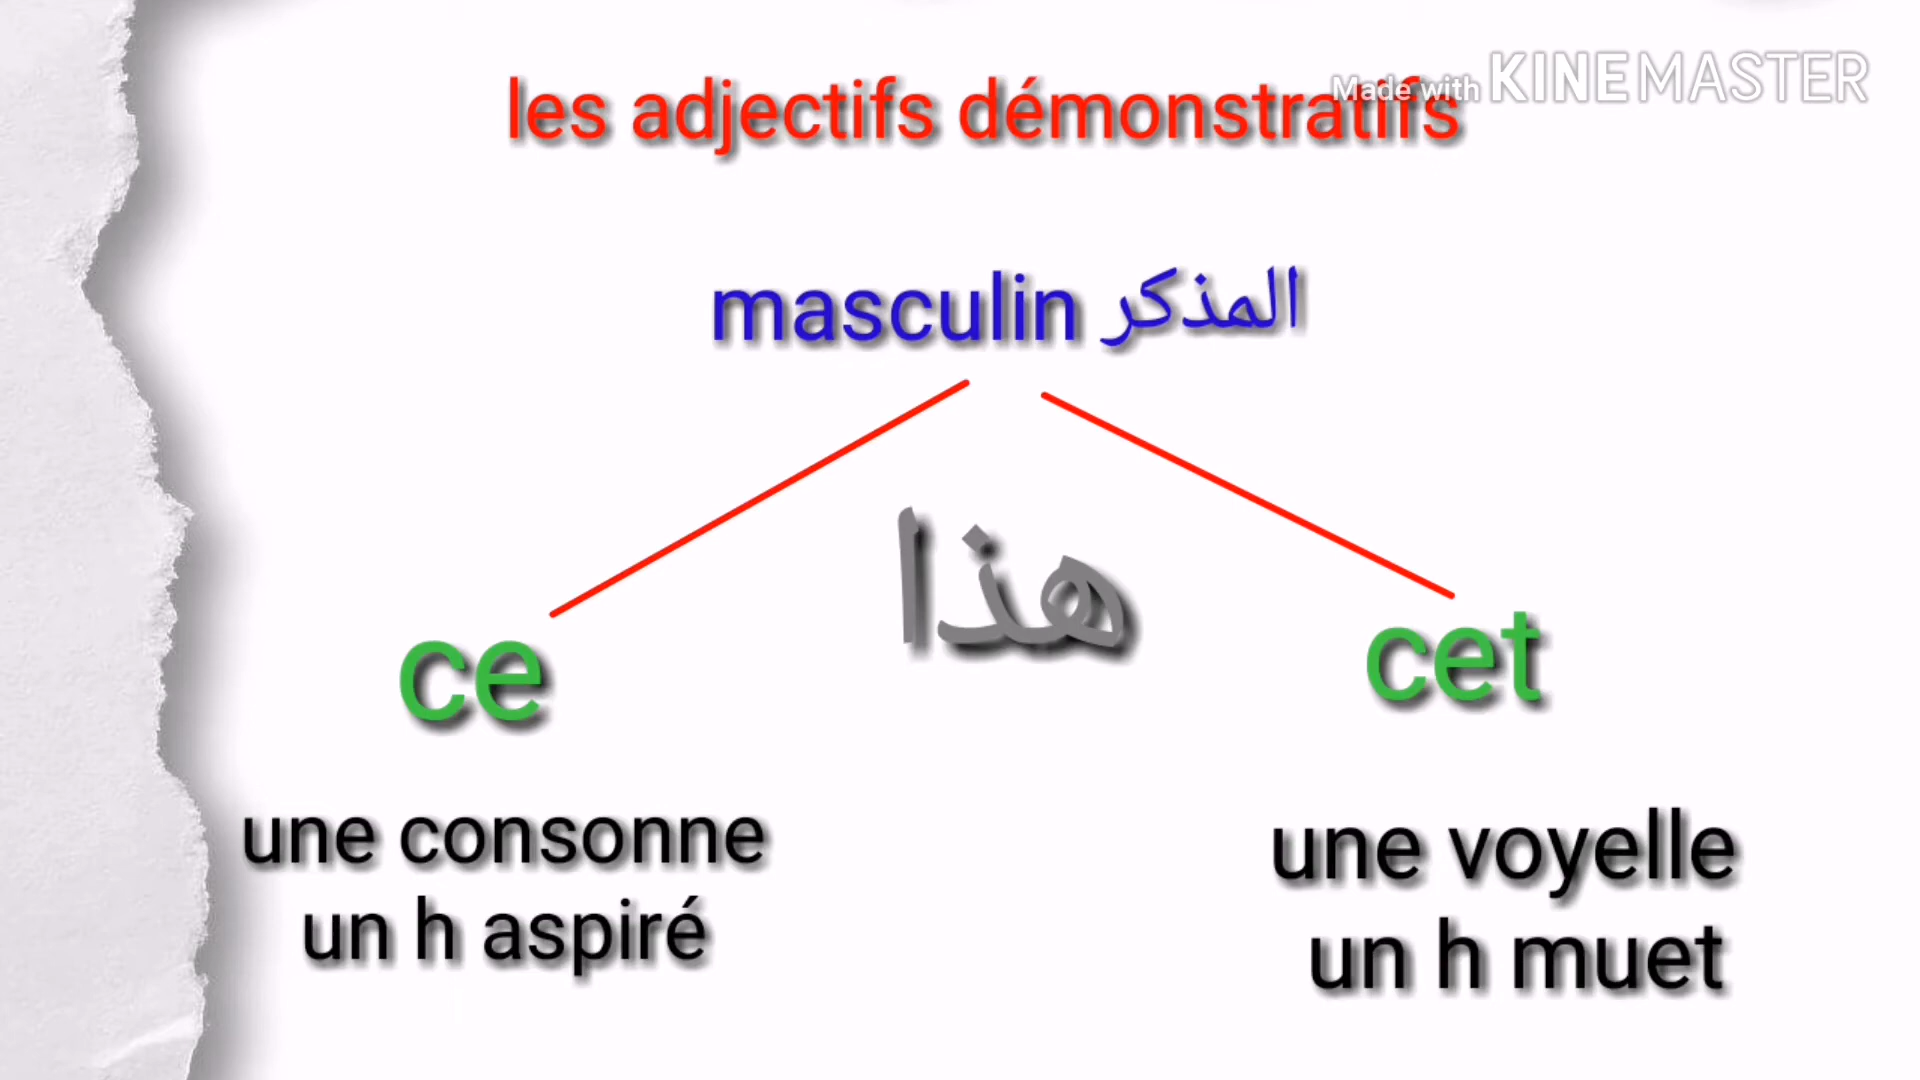 Made with KINEMASTER
les adjectifs démonstratifs
masculin المذكر
هذا
ce
cet
une consonne
un h aspiré
une voyelle
un h muet